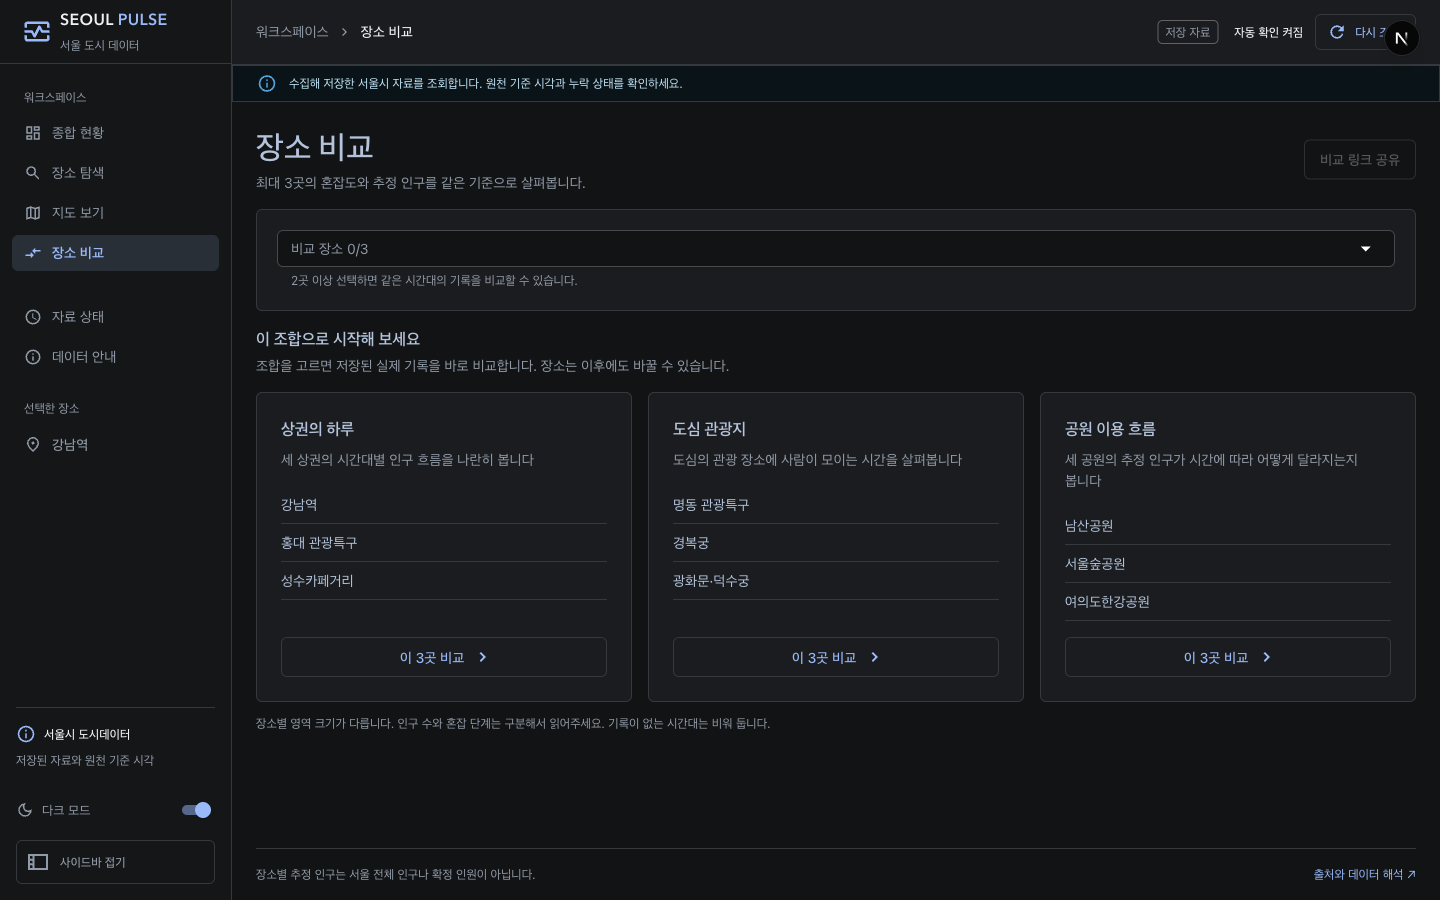 SEOUL PULSE
서울 도시 데이터
워크스페이스
종합 현황
장소 탐색
지도 보기
장소 비교
자료 상태
데이터 안내
선택한 장소
강남역
서울시 도시데이터
저장된 자료와 원천 기준 시각
다크 모드
사이드바 접기
워크스페이스 > 장소 비교
저장 자료
자동 확인 켜짐
다시
N
수집해 저장한 서울시 자료를 조회합니다. 원천 기준 시각과 누락 상태를 확인하세요.
장소 비교
최대 3곳의 혼잡도와 추정 인구를 같은 기준으로 살펴봅니다.
비교 링크 공유
비교 장소 0/3
2곳 이상 선택하면 같은 시간대의 기록을 비교할 수 있습니다.
이 조합으로 시작해 보세요
조합을 고르면 저장된 실제 기록을 바로 비교합니다. 장소는 이후에도 바꿀 수 있습니다.
상권의 하루
세 상권의 시간대별 인구 흐름을 나란히 봅니다
강남역
홍대 관광특구
성수카페거리
이 3곳 비교
도심 관광지
도심의 관광 장소에 사람이 모이는 시간을 살펴봅니다
명동 관광특구
경복궁
광화문·덕수궁
이 3곳 비교
공원 이용 흐름
세 공원의 추정 인구가 시간에 따라 어떻게 달라지는지
봅니다
남산공원
서울숲공원
여의도한강공원
이 3곳 비교
장소별 영역 크기가 다릅니다. 인구 수와 혼잡 단계는 구분해서 읽어주세요. 기록이 없는 시간대는 비워 둡니다.
장소별 추정 인구는 서울 전체 인구나 확정 인원이 아닙니다.
출처와 데이터 해석 ↗